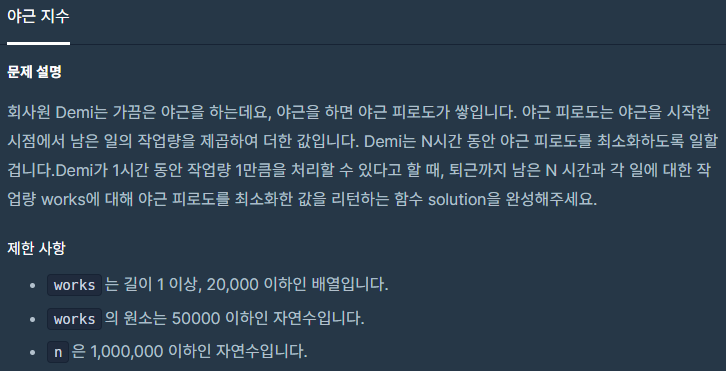 야근 지수
문제 설명
회사원 Demi는 가끔은 야근을 하는데요, 야근을 하면 야근 피로도가 쌓입니다. 야근 피로도는 야근을 시작한
시점에서 남은 일의 작업량을 제곱하여 더한 값입니다. Demi는 N시간 동안 야근 피로도를 최소화하도록 일할
겁니다.Demi가 1시간 동안 작업량 1만큼을 처리할 수 있다고 할 때, 퇴근까지 남은 N 시간과 각 일에 대한 작
업량 works에 대해 야근 피로도를 최소화한 값을 리턴하는 함수 solution을 완성해주세요.
제한 사항
• works 는 길이 1 이상, 20,000 이하인 배열입니다.
• works 의 원소는 50000 이하인 자연수입니다.
• n 은 1,000,000 이하인 자연수입니다.